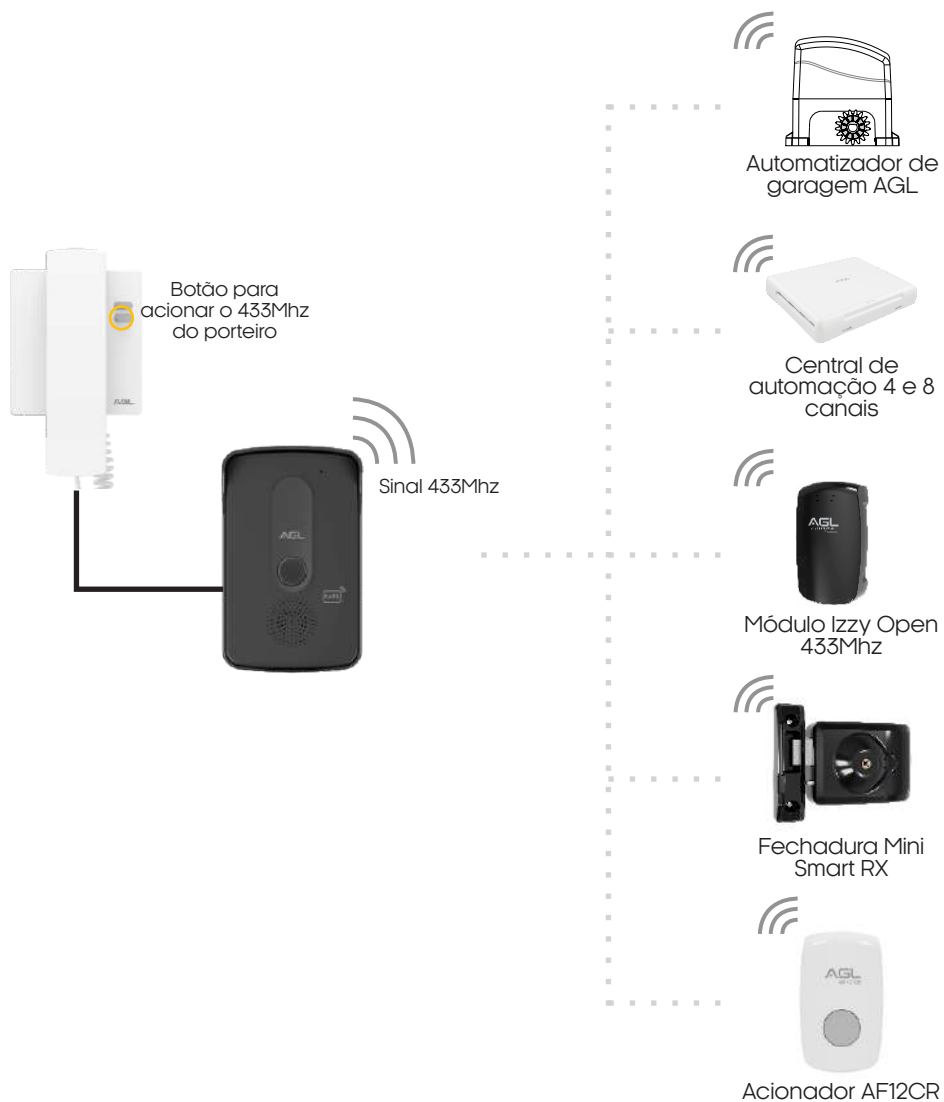 Automatizador de
garagem AGL
Botão para
acionar o 433Mhz
do porteiro
AGL
Central de
automação 4 e 8
canais
Sinal 433Mhz
AGL
AGL
Módulo Izzy Open
433Mhz
Fechadura Mini
Smart RX
AGL
Acionador AF12CR